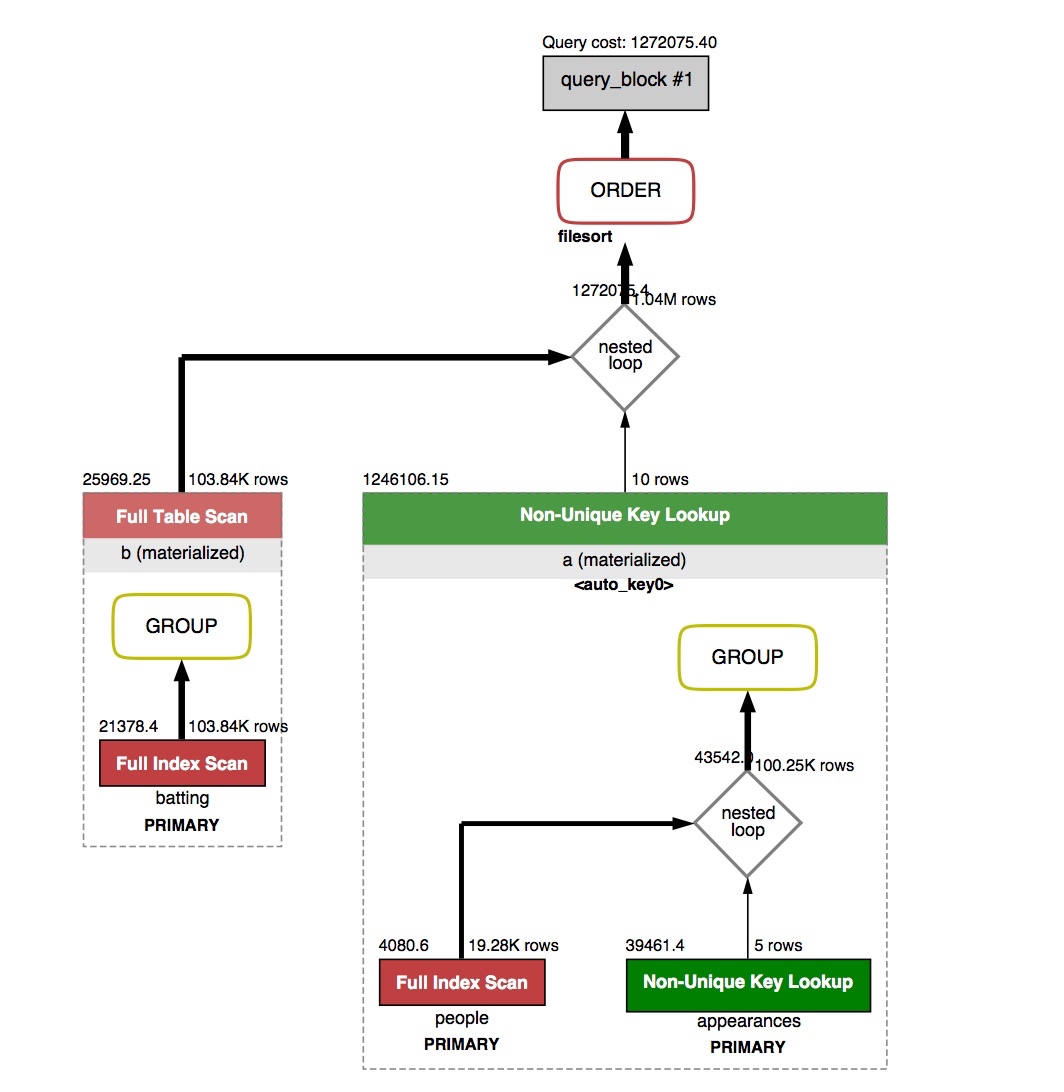 Query cost: 1272075.40
query_block #1
ORDER
filesort
1272075.4
1.04M rows
nested
loop
25969.25
103.84K rows
Full Table Scan
b (materialized)
GROUP
21378.4
103.84K rows
Full Index Scan
batting
PRIMARY
1246106.15
10 rows
Non-Unique Key Lookup
a (materialized)
<auto_key0>
GROUP
100.25K rows
nested
loop
4080.6
19.28K rows
Full Index Scan
people
PRIMARY
39461.4
5 rows
Non-Unique Key Lookup
appearances
PRIMARY